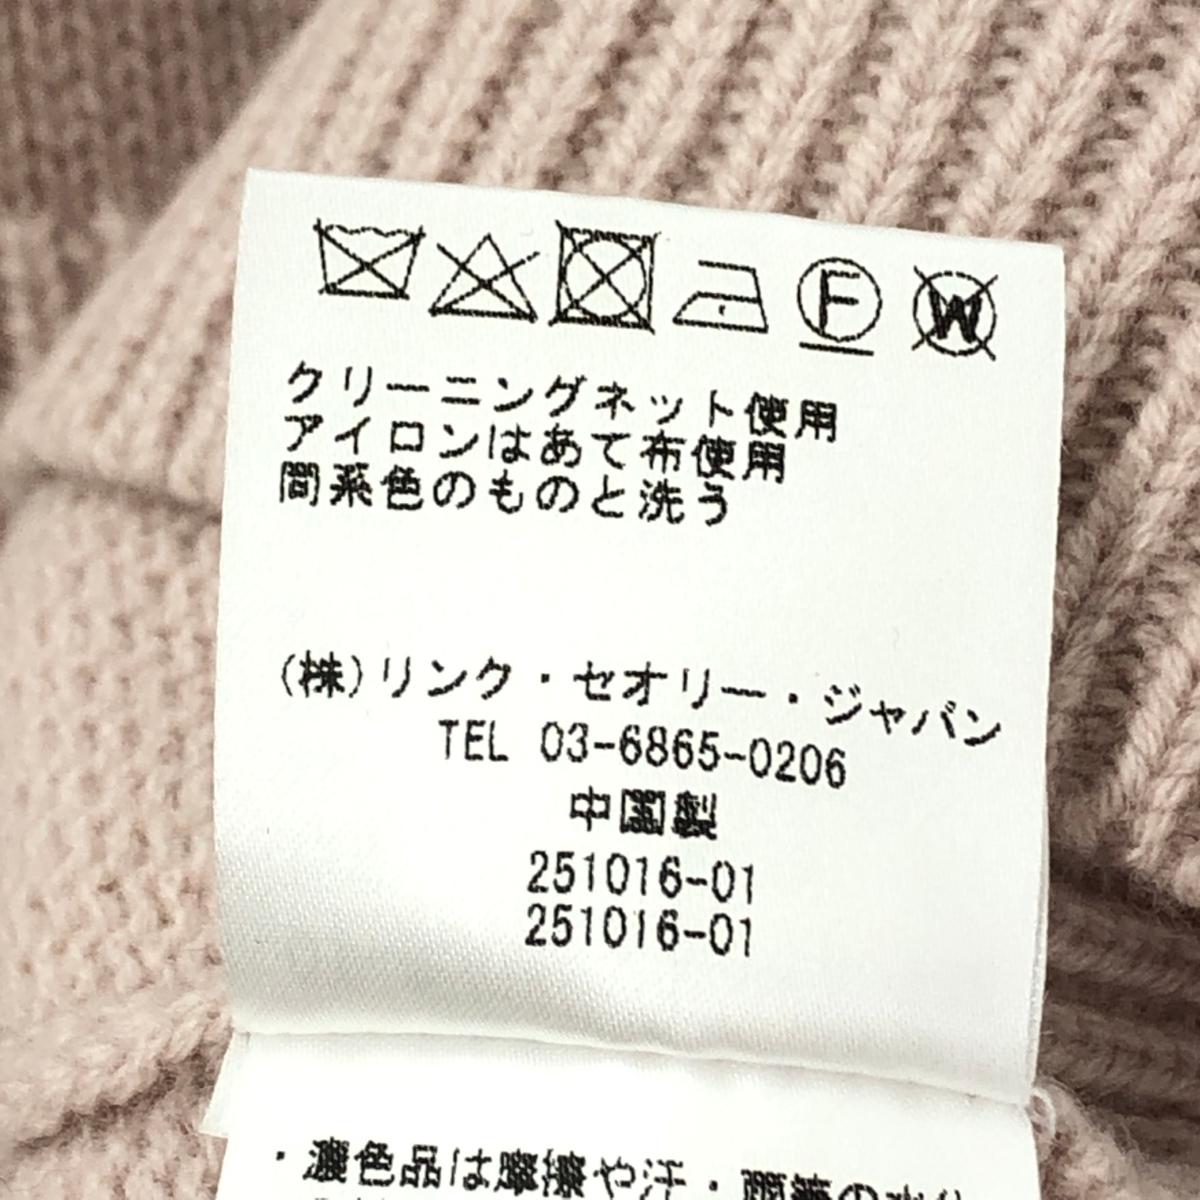 F W
クリーニングネット使用
アイロンはあて布使用
同系色のものと洗う
(株)リンク・セオリー・ジャパン
TEL 03-6865-0206
中国製
251016-01
251016-01
・濃色品は摩擦や汗・雨等の